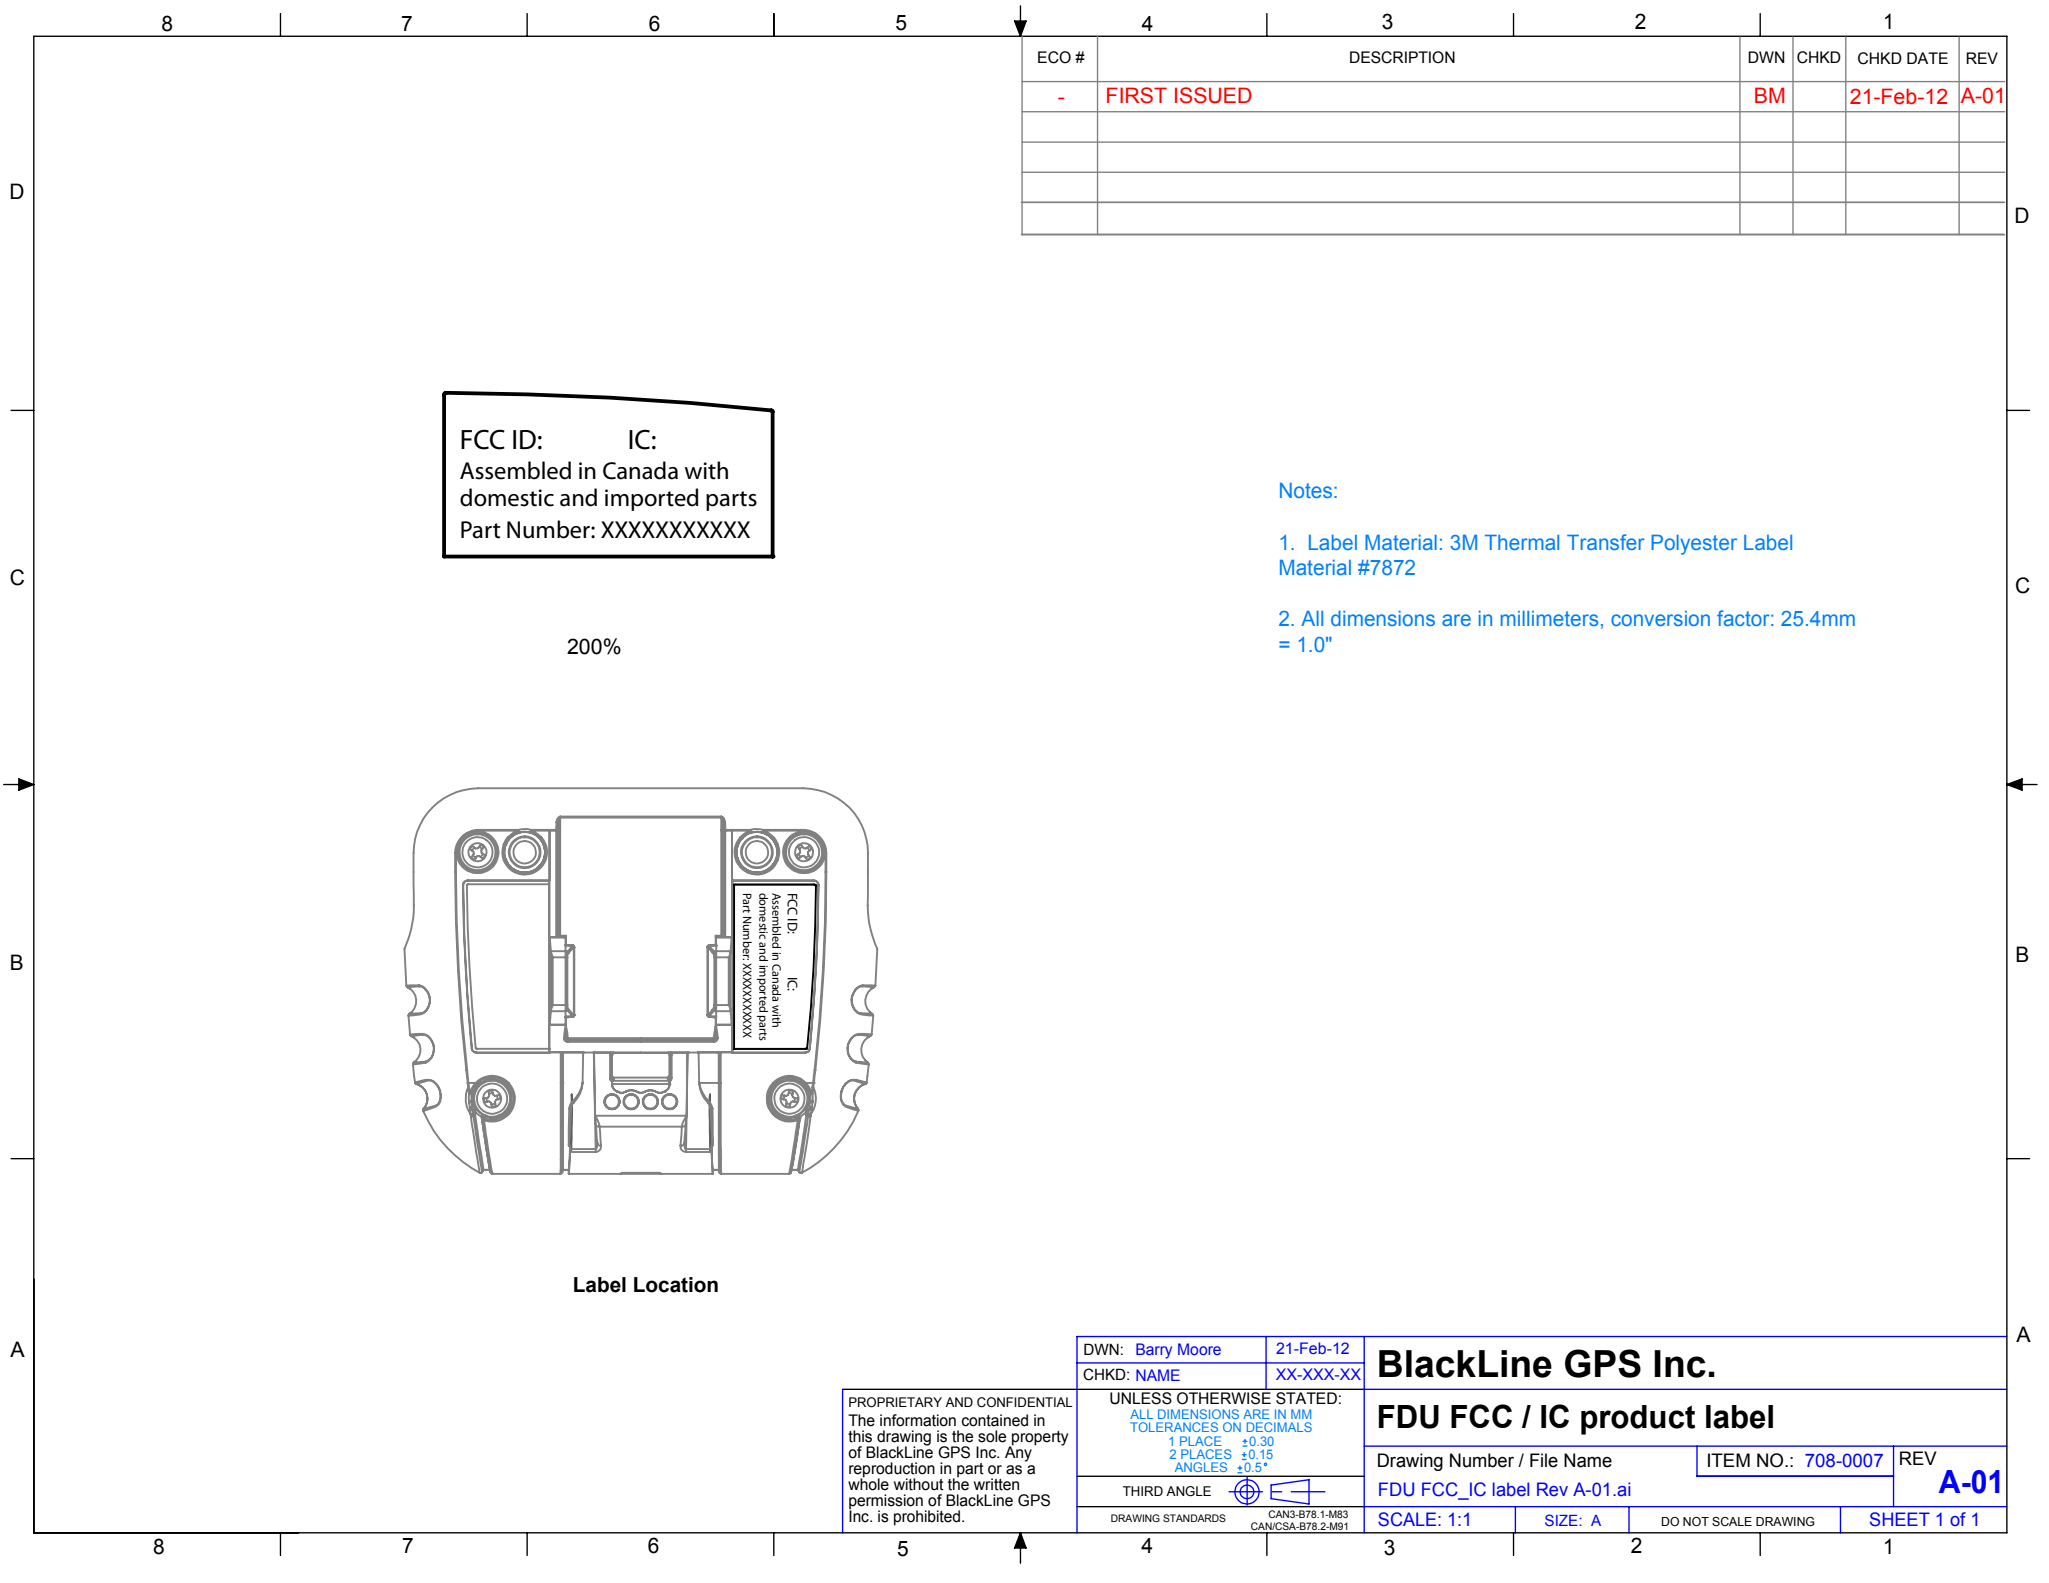 8 7 6 5 4 3 2 1
ECO # DESCRIPTION DWN CHKD CHKD DATE REV
- FIRST ISSUED BM 21-Feb-12 A-01
D
D
FCC ID: IC:
Assembled in Canada with
domestic and imported parts
Part Number: XXXXXXXXXXX
200%
Notes:
1. Label Material: 3M Thermal Transfer Polyester Label
Material #7872
2. All dimensions are in millimeters, conversion factor: 25.4mm
= 1.0"
C
C
FCC ID: IC:
Assembled in Canada with
domestic and imported parts
Part Number: XXXXXXXXXXX
B
B
Label Location
A
A
DWN: Barry Moore 21-Feb-12
CHKD: NAME XX-XXX-XX
BlackLine GPS Inc.
PROPRIETARY AND CONFIDENTIAL
The information contained in
this drawing is the sole property
of BlackLine GPS Inc. Any
reproduction in part or as a
whole without the written
permission of BlackLine GPS
Inc. is prohibited.
UNLESS OTHERWISE STATED:
ALL DIMENSIONS ARE IN MM
TOLERANCES ON DECIMALS
1 PLACE ±0.30
2 PLACES ±0.15
ANGLES ±0.5°
THIRD ANGLE
DRAWING STANDARDS CAN3-B78.1-M83
CAN/CSA-B78.2-M91
FDU FCC / IC product label
Drawing Number / File Name
FDU FCC_IC label Rev A-01.ai
ITEM NO.: 708-0007
REV
A-01
SCALE: 1:1 SIZE: A DO NOT SCALE DRAWING SHEET 1 of 1
8 7 6 5 4 3 2 1